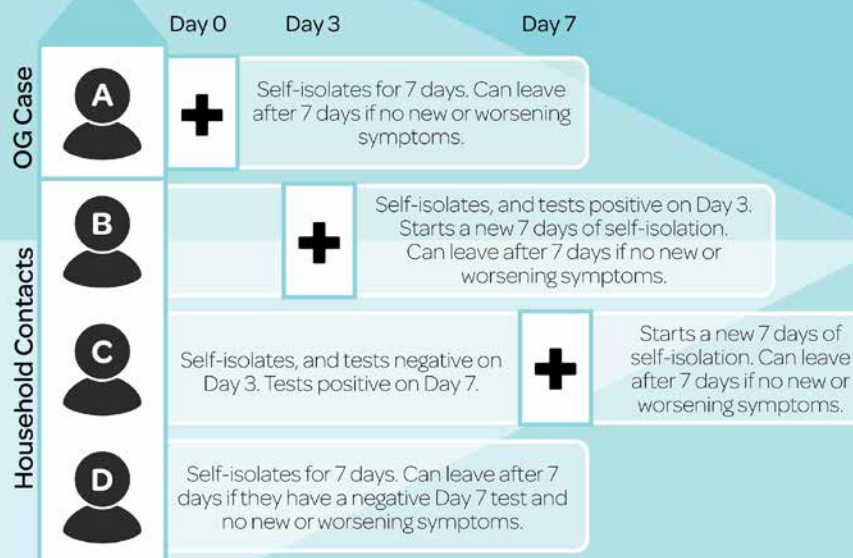 Day 0
Day 3
Day 7
OG Case
A
Self-isolates for 7 days. Can leave
after 7 days if no new or worsening
symptoms.
Household Contacts
B
Self-isolates, and tests positive on Day 3.
Starts a new 7 days of self-isolation.
Can leave after 7 days if no new or
worsening symptoms.
C
Self-isolates, and tests negative on
Day 3. Tests positive on Day 7.
Starts a new 7 days of
self-isolation. Can leave
after 7 days if no new or
worsening symptoms.
D
Self-isolates for 7 days. Can leave after 7
days if they have a negative Day 7 test and
no new or worsening symptoms.